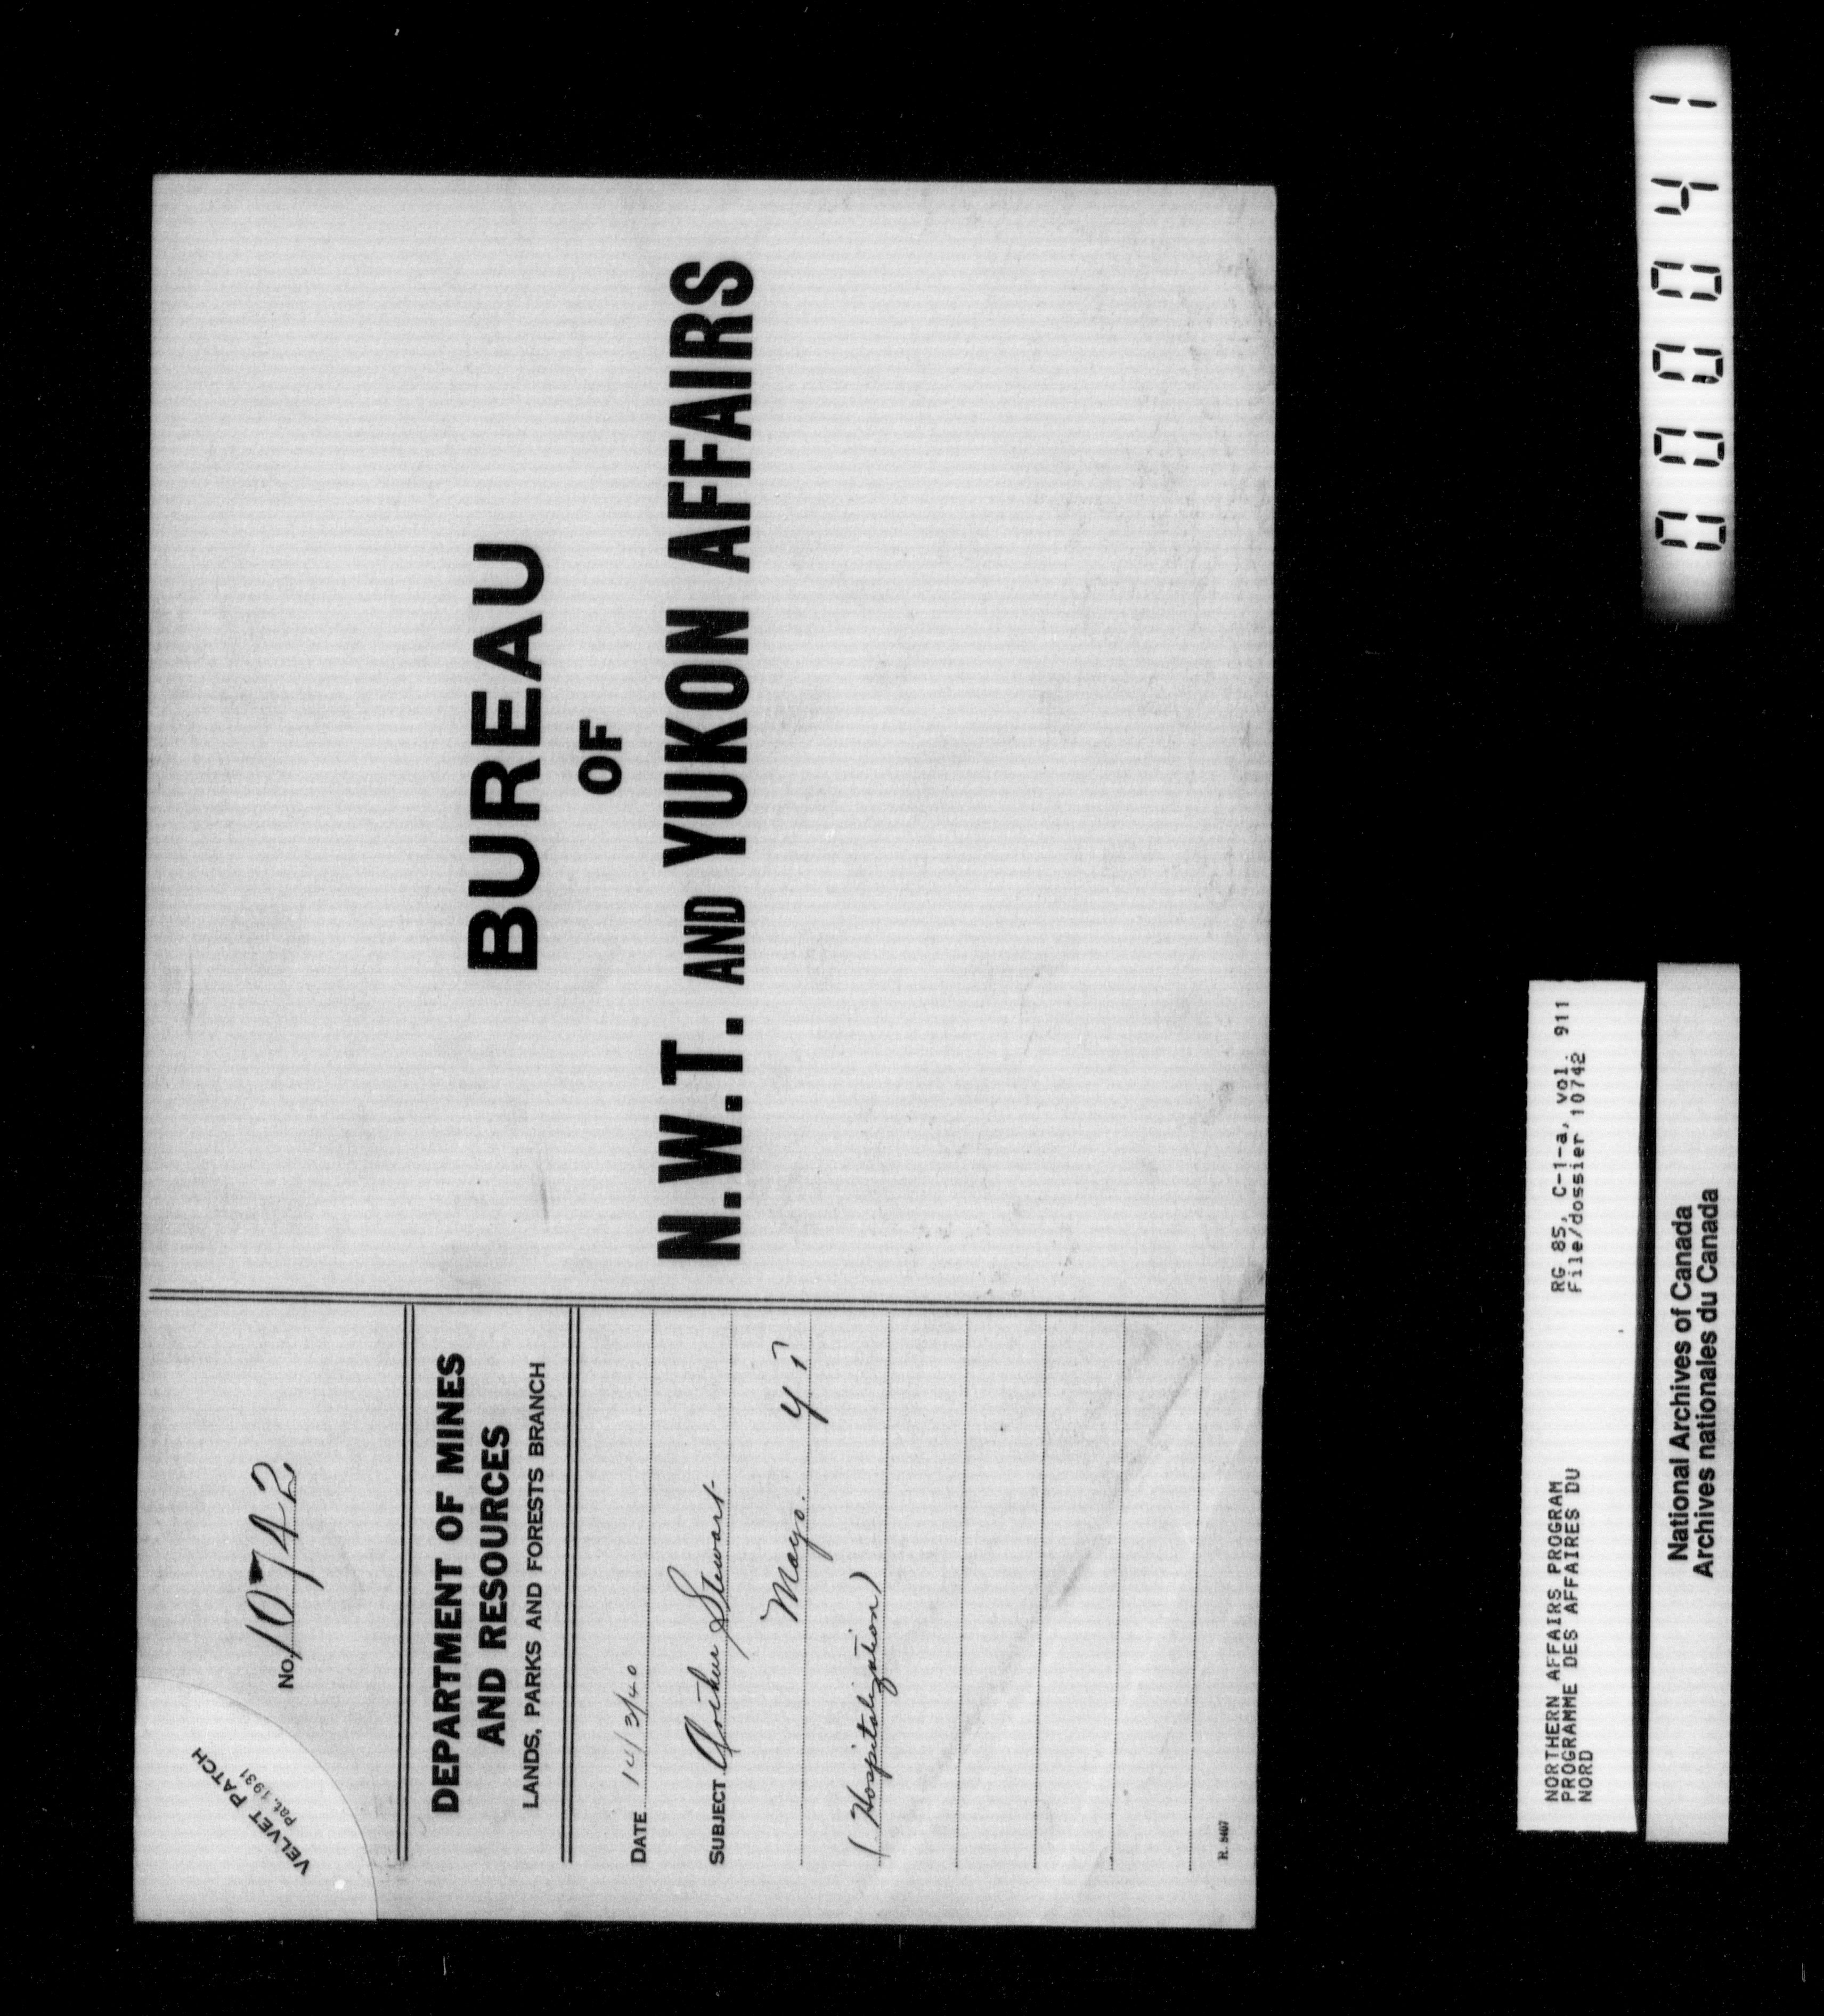 VELVET PATCH
Pat. 1931
No. 10742
DEPARTMENT OF MINES
AND RESOURCES
LANDS, PARKS AND FORESTS BRANCH
DATE 14/3/40
SUBJECT Arthur Stewart
Mayo. Y T
(Hospitalization)
R. 8407
BUREAU
OF
N.W.T. AND YUKON AFFAIRS
NORTHERN AFFAIRS PROGRAM
PROGRAMME DES AFFAIRES DU
NORD
RG 85, C-1-a, vol. 911
File/dossier 10742
National Archives of Canada
Archives nationales du Canada
000041